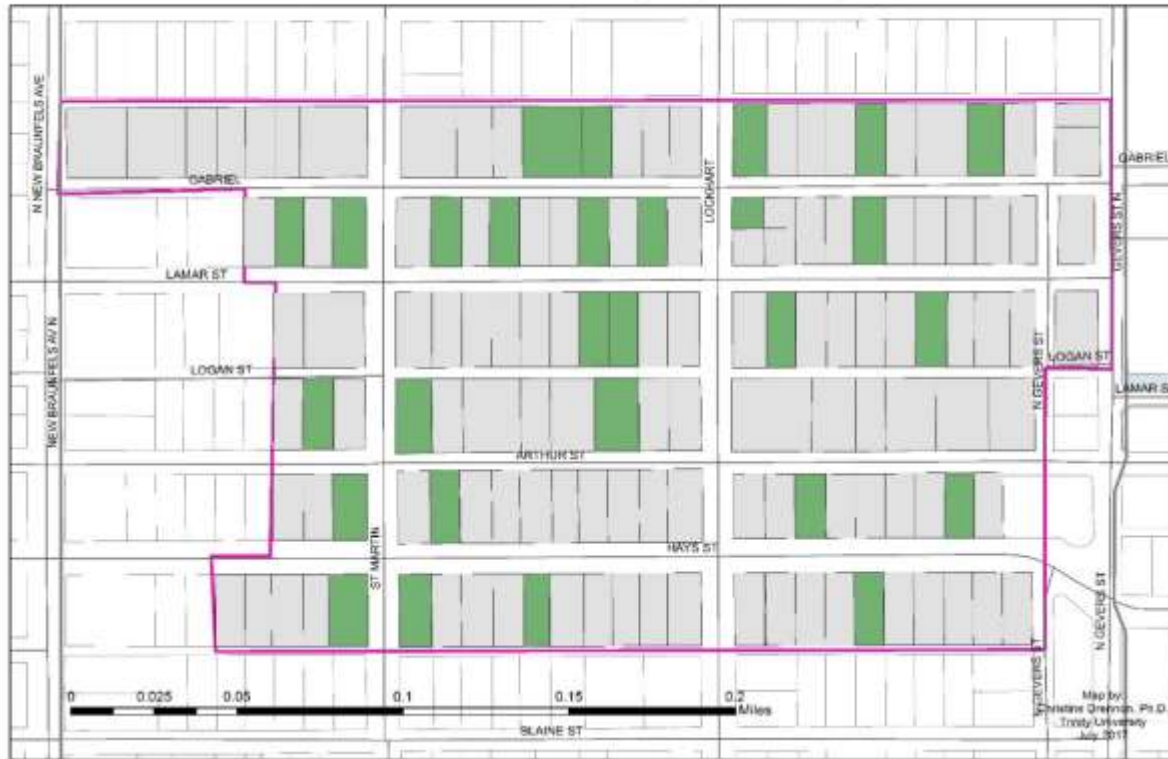 N NEW BRAUNFELS AVE
GABRIEL
LOCKHART
GABRIEL
GEVERS ST N
LAMAR ST
NEW BRAUNFELS AV N
LOGAN ST
N GEVERS ST
LOGAN ST
LAMAR S
ARTHUR ST
ST MARTIN
HAYS ST
N GEVERS ST
N GEVERS ST
0 0.025 0.05 0.1 0.15 0.2
Miles
BLAINE ST
Map by:
Christine Drennon, Ph.D.
Trinity University
July 2017